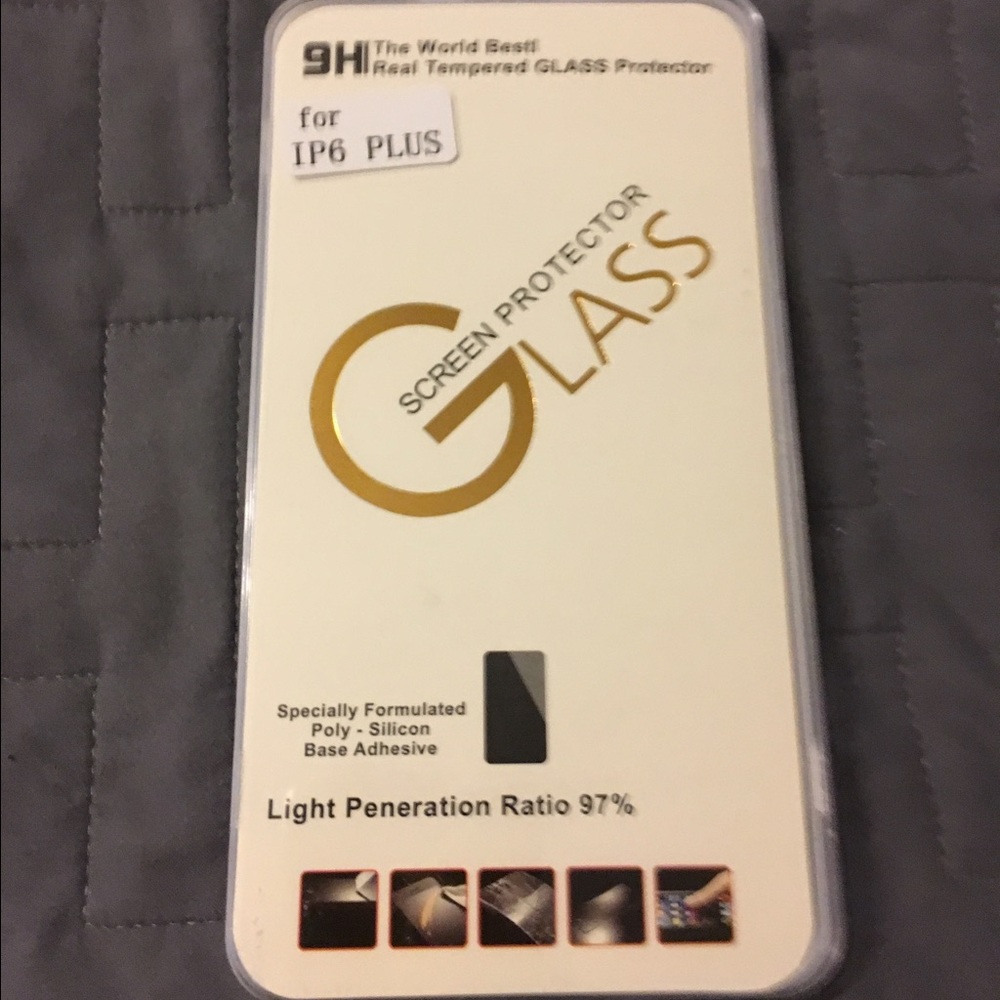 9H The World Best!
Real Tempered GLASS Protector
for
IP6 PLUS
SCREEN PROTECTOR
GLASS
Specially Formulated
Poly - Silicon
Base Adhesive
Light Peneration Ratio 97%